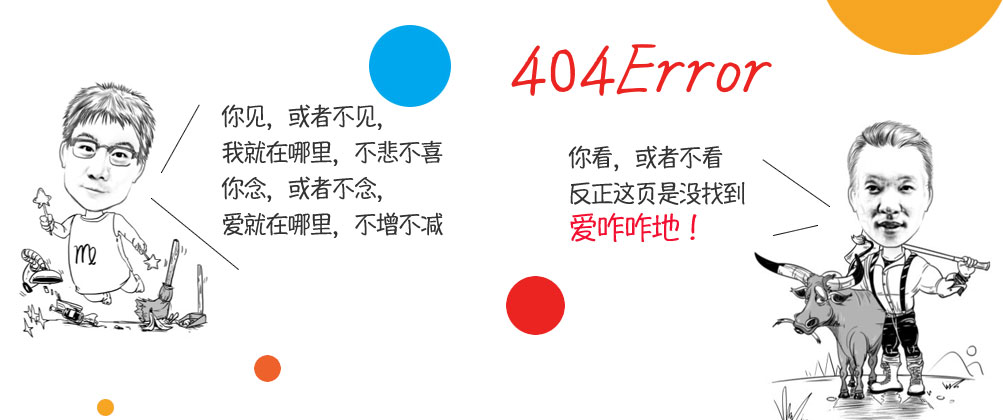 你见，或者不见，
我就在哪里，不悲不喜
你念，或者不念，
爱就在哪里，不增不减
404Error
你看，或者不看
反正这页是没找到
爱咋咋地！